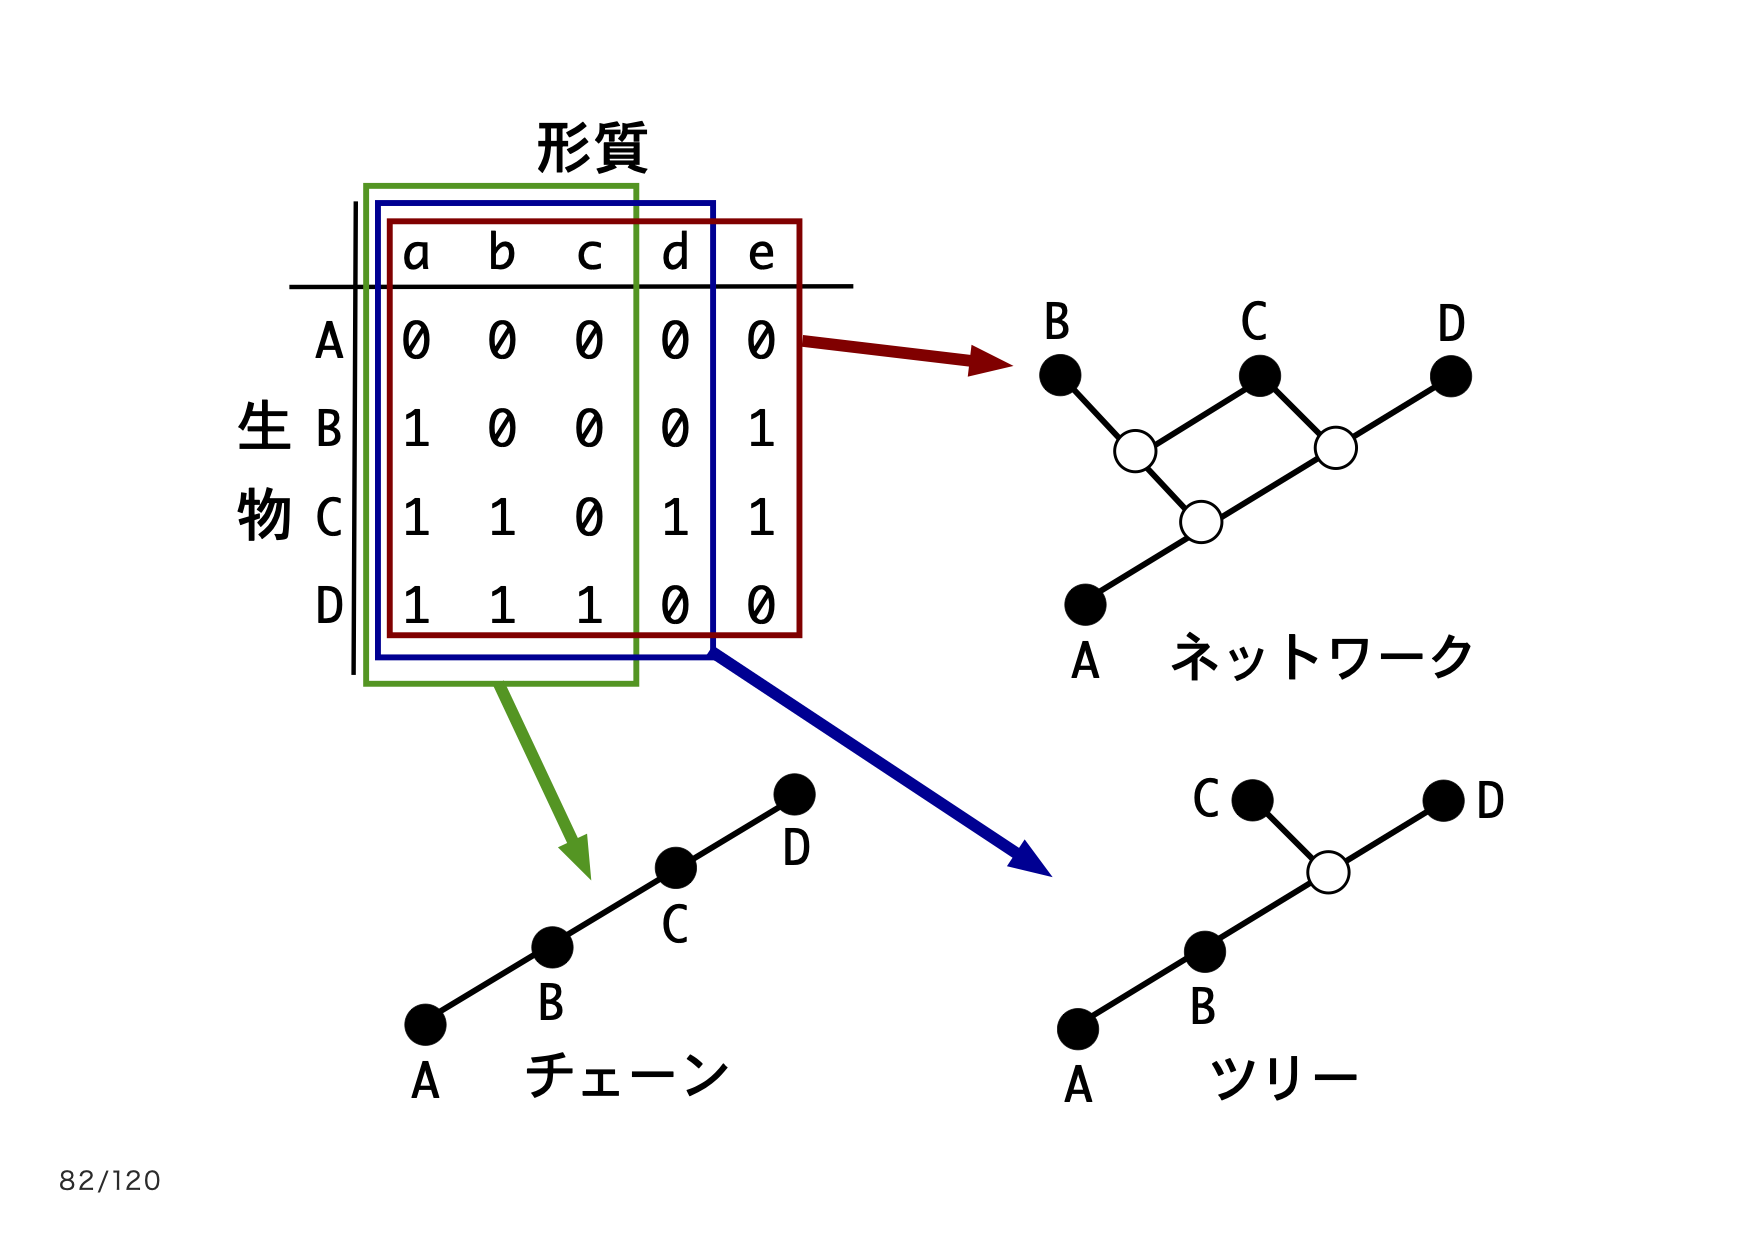 形質
a b c d e
A 0 0 0 0 0
生 B 1 0 0 0 1
物 C 1 1 0 1 1
D 1 1 1 0 0
B C D
A ネットワーク
A B C D
チェーン
C D
B
A ツリー
82/120